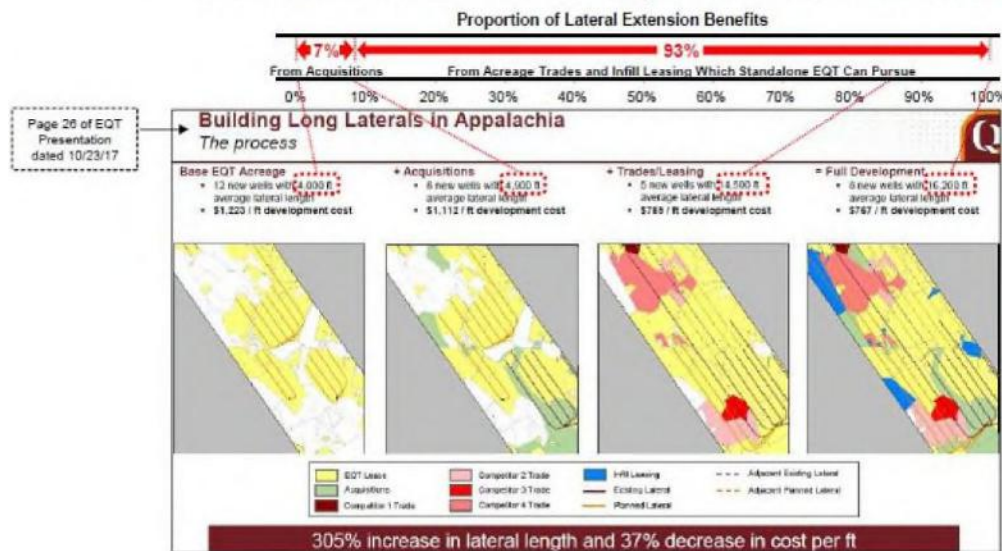 Proportion of Lateral Extension Benefits
7%
93%
From Acquisitions
From Acreage Trades and Infill Leasing Which Standalone EQT Can Pursue
0% 10% 20% 30% 40% 50% 60% 70% 80% 90% 100%
Page 26 of EQT
Presentation
dated 10/23/17
Building Long Laterals in Appalachia
The process
Q
Base EQT Acreage
• 12 new wells with 4,000 ft
average lateral length
• $1,223 / ft development cost
+ Acquisitions
• 6 new wells with 4,900 ft
average lateral length
• $1,112 / ft development cost
+ Trades/Leasing
• 5 new wells with 14,500 ft
average lateral length
• $785 / ft development cost
= Full Development
• 6 new wells with 16,200 ft
average lateral length
• $767 / ft development cost
EQT Lease
Acquisitions
Competitor 1 Trade
Competitor 2 Trade
Competitor 3 Trade
Competitor 4 Trade
Infill Leasing
Existing Lateral
Planned Lateral
Adjacent Existing Lateral
Adjacent Planned Lateral
305% increase in lateral length and 37% decrease in cost per ft